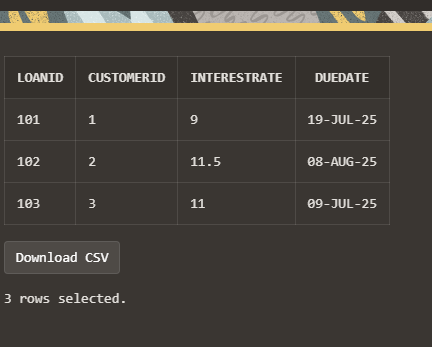 LOANID CUSTOMERID INTERESTRATE DUEDATE
101 1 9 19-JUL-25
102 2 11.5 08-AUG-25
103 3 11 09-JUL-25
Download CSV
3 rows selected.